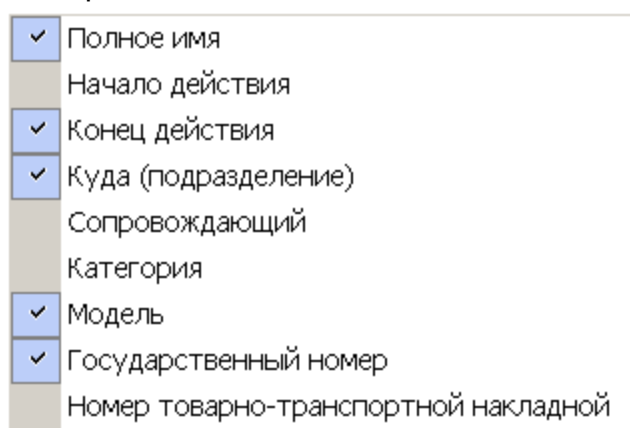 Полное имя
Начало действия
Конец действия
Куда (подразделение)
Сопровождающий
Категория
Модель
Государственный номер
Номер товарно-транспортной накладной